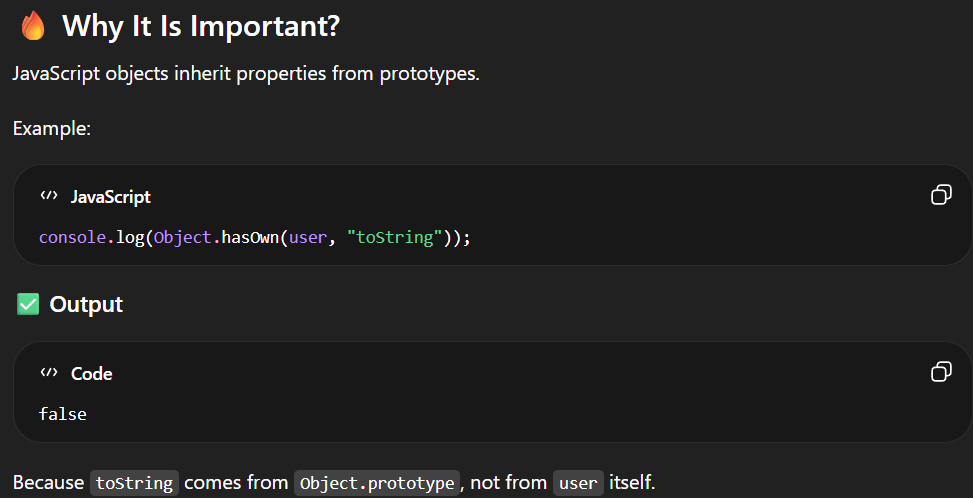 🔥 Why It Is Important?
JavaScript objects inherit properties from prototypes.
Example:
JavaScript
console.log(Object.hasOwn(user, "toString"));
✅ Output
Code
false
Because toString comes from Object.prototype, not from user itself.